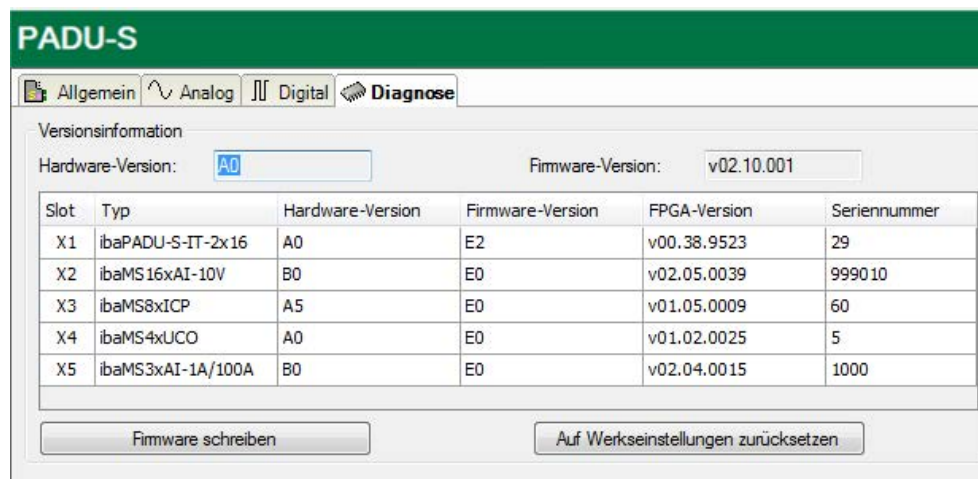 PADU-S
Allgemein Analog Digital Diagnose
Versionsinformation
Hardware-Version: A0 Firmware-Version: v02.10.001
Slot Typ Hardware-Version Firmware-Version FPGA-Version Seriennummer
X1 ibaPADU-S-IT-2x16 A0 E2 v00.38.9523 29
X2 ibaMS16xAI-10V B0 E0 v02.05.0039 999010
X3 ibaMS8xICP A5 E0 v01.05.0009 60
X4 ibaMS4xUCO A0 E0 v01.02.0025 5
X5 ibaMS3xAI-1A/100A B0 E0 v02.04.0015 1000
Firmware schreiben Auf Werkseinstellungen zurücksetzen